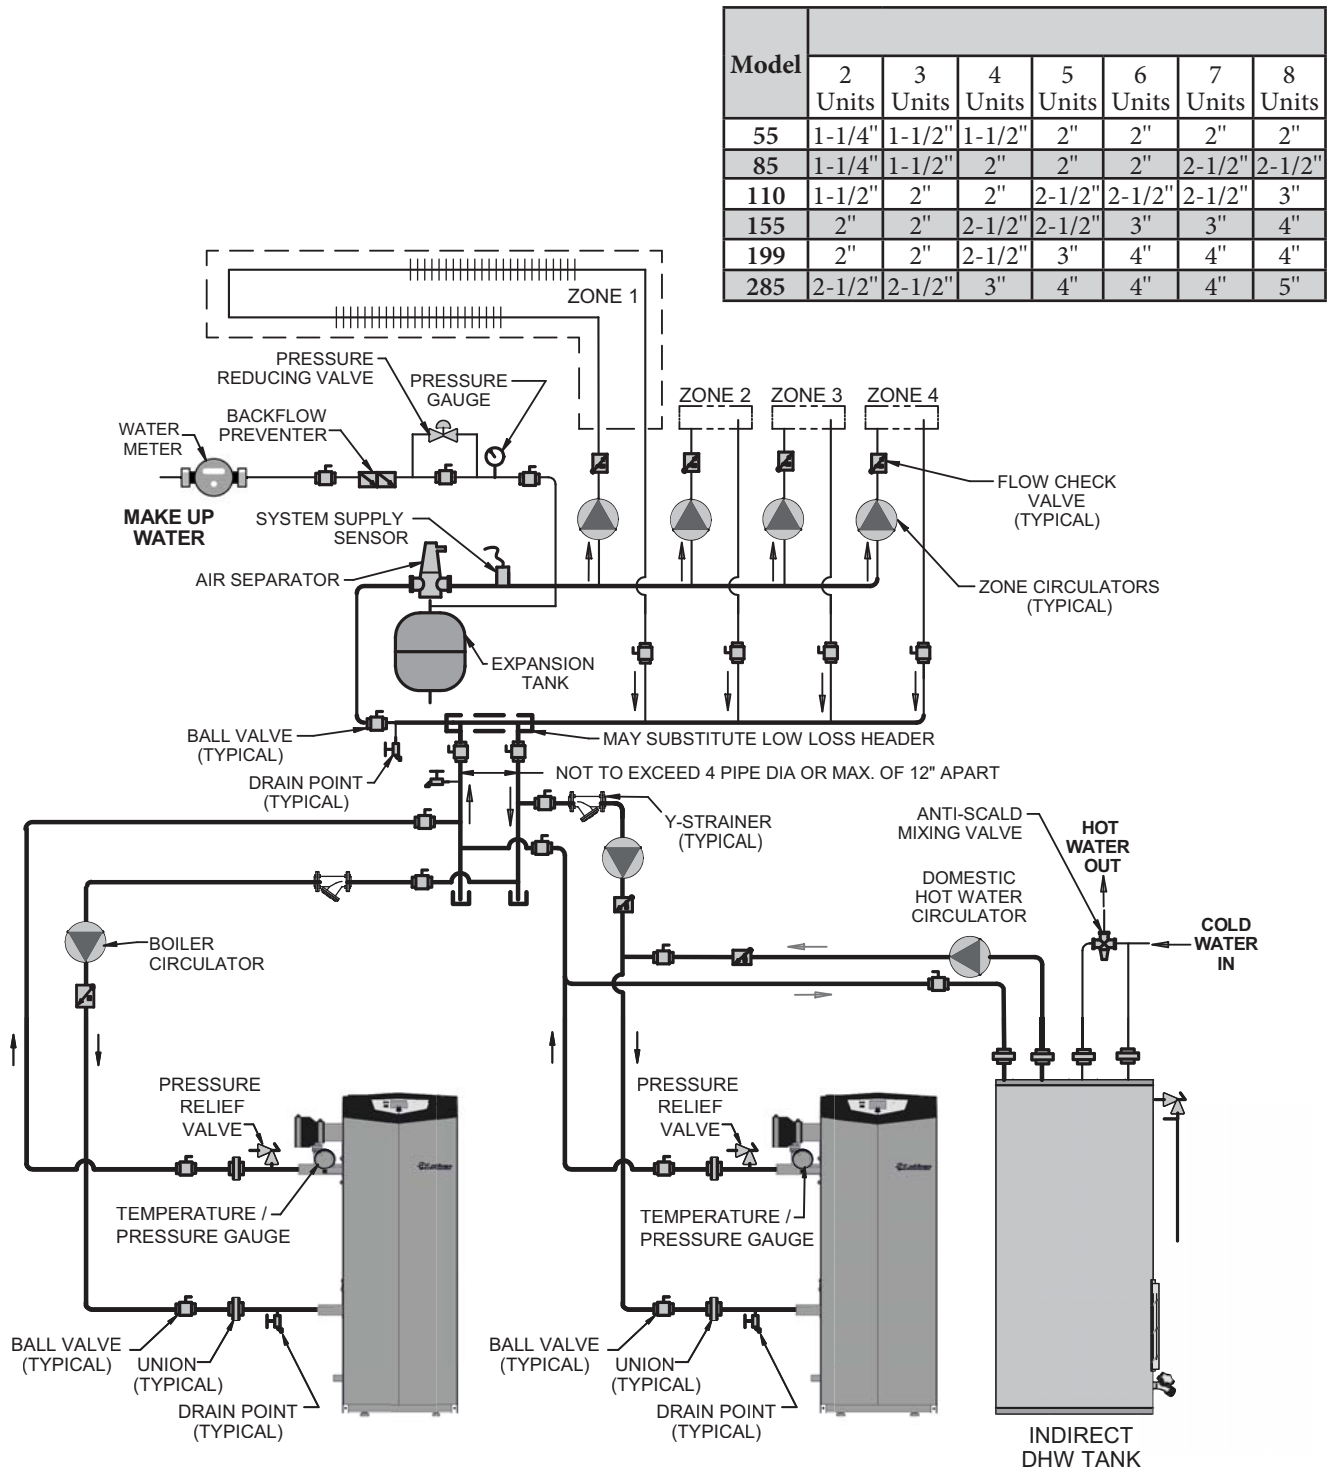 Model
2 Units 3 Units 4 Units 5 Units 6 Units 7 Units 8 Units
55 1-1/4" 1-1/2" 1-1/2" 2" 2" 2" 2"
85 1-1/4" 1-1/2" 2" 2" 2" 2-1/2" 2-1/2"
110 1-1/2" 2" 2" 2-1/2" 2-1/2" 2-1/2" 3"
155 2" 2" 2-1/2" 2-1/2" 3" 3" 4"
199 2" 2" 2-1/2" 3" 4" 4" 4"
285 2-1/2" 2-1/2" 3" 4" 4" 4" 5"
ZONE 1
PRESSURE
REDUCING VALVE
PRESSURE
GAUGE
ZONE 2
ZONE 3
ZONE 4
BACKFLOW
PREVENTER
WATER
METER
FLOW CHECK
VALVE
(TYPICAL)
MAKE UP
WATER
SYSTEM SUPPLY
SENSOR
AIR SEPARATOR
ZONE CIRCULATORS
(TYPICAL)
EXPANSION
TANK
BALL VALVE
(TYPICAL)
MAY SUBSTITUTE LOW LOSS HEADER
DRAIN POINT
(TYPICAL)
NOT TO EXCEED 4 PIPE DIA OR MAX. OF 12" APART
Y-STRAINER
(TYPICAL)
ANTI-SCALD
MIXING VALVE
HOT
WATER
OUT
DOMESTIC
HOT WATER
CIRCULATOR
COLD
WATER
IN
BOILER
CIRCULATOR
PRESSURE
RELIEF
VALVE
PRESSURE
RELIEF
VALVE
TEMPERATURE /
PRESSURE GAUGE
TEMPERATURE /
PRESSURE GAUGE
BALL VALVE
(TYPICAL)
UNION
(TYPICAL)
DRAIN POINT
(TYPICAL)
BALL VALVE
(TYPICAL)
UNION
(TYPICAL)
DRAIN POINT
(TYPICAL)
INDIRECT
DHW TANK